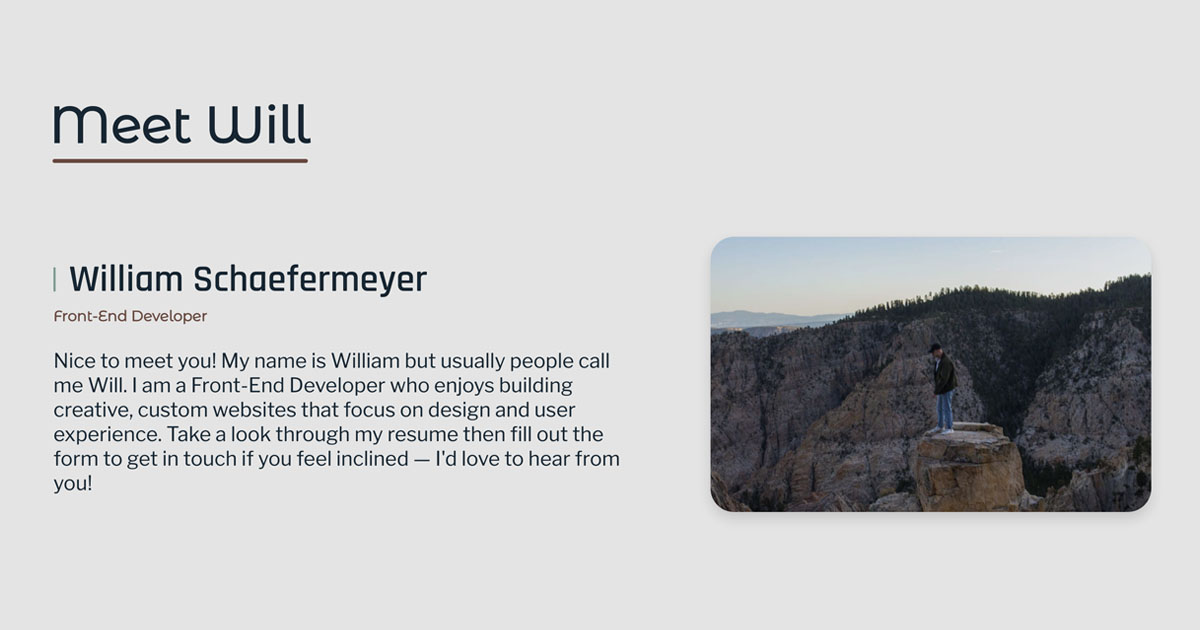 Meet Will
William Schaefermeyer
Front-End Developer
Nice to meet you! My name is William but usually people call
me Will. I am a Front-End Developer who enjoys building
creative, custom websites that focus on design and user
experience. Take a look through my resume then fill out the
form to get in touch if you feel inclined — I'd love to hear from
you!